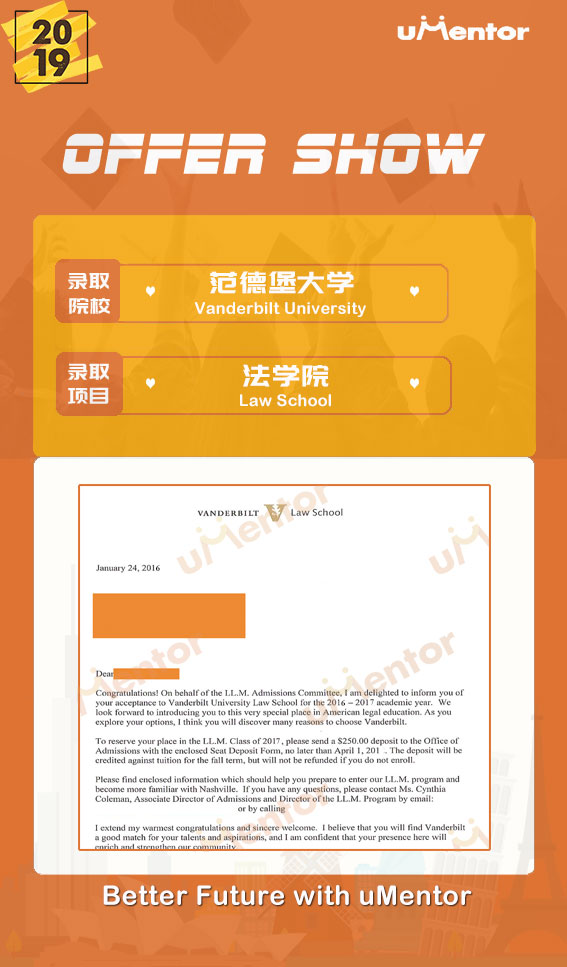 2019
uMentor
OFFER SHOW
录取
院校
范德堡大学
Vanderbilt University
录取
项目
法学院
Law School
VANDERBILT V Law School
January 24, 2016
Dear
Congratulations! On behalf of the LL.M. Admissions Committee, I am delighted to inform you of
your acceptance to Vanderbilt University Law School for the 2016 – 2017 academic year. We
look forward to introducing you to this very special place in American legal education. As you
explore your options, I think you will discover many reasons to choose Vanderbilt.
To reserve your place in the LL.M. Class of 2017, please send a $250.00 deposit to the Office of
Admissions with the enclosed Seat Deposit Form, no later than April 1, 201 . The deposit will be
credited against tuition for the fall term, but will not be refunded if you do not enroll.
Please find enclosed information which should help you prepare to enter our LL.M. program and
become more familiar with Nashville. If you have any questions, please contact Ms. Cynthia
Coleman, Associate Director of Admissions and Director of the LL.M. Program by email:
or by calling
I extend my warmest congratulations and sincere welcome. I believe that you will find Vanderbilt
a good match for your talents and aspirations, and I am confident that your presence here will
enrich and strengthen our community
uMentor
uMentor
uMentor
uMentor
uMentor
uMentor
Better Future with uMentor